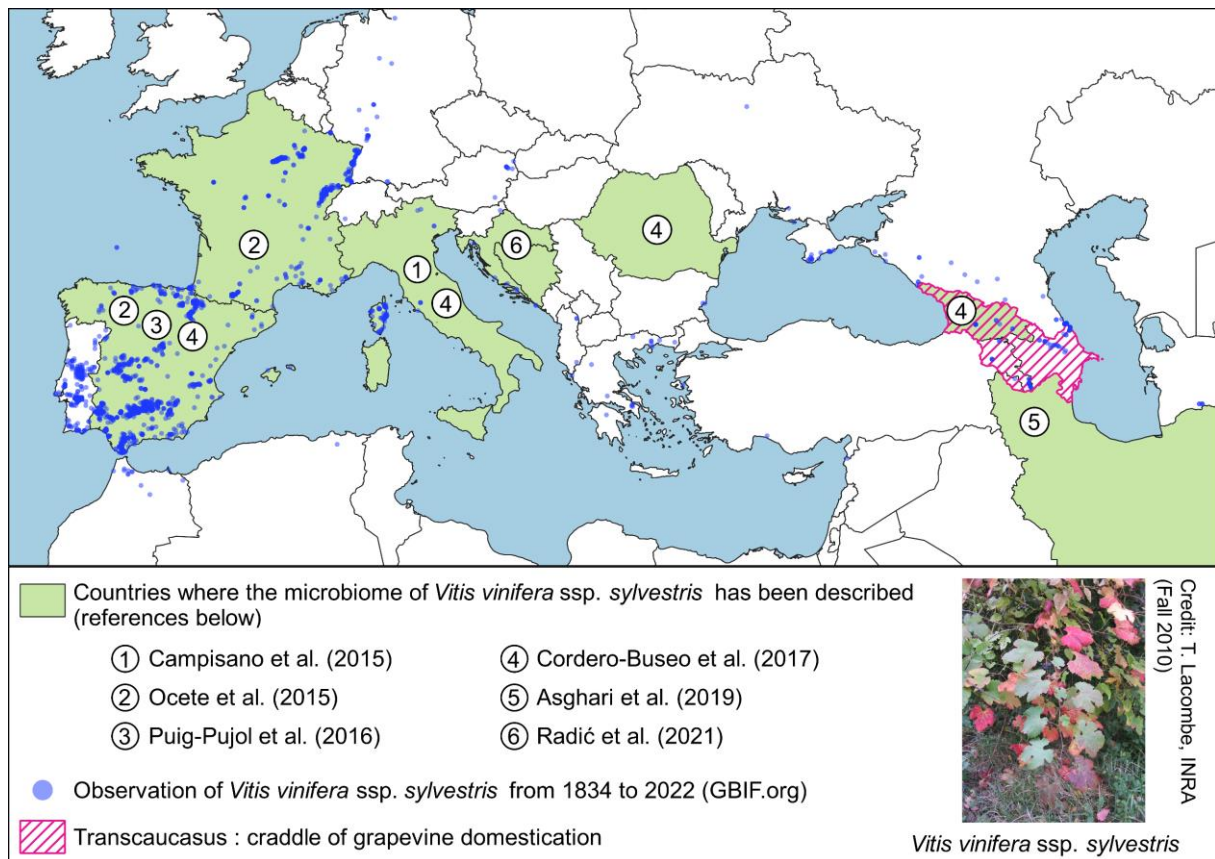 2
6
4
1
4
2
3
4
4
5
Countries where the microbiome of Vitis vinifera ssp. sylvestris has been described
(references below)
1 Campisano et al. (2015)
2 Ocete et al. (2015)
3 Puig-Pujol et al. (2016)
4 Cordero-Buseo et al. (2017)
5 Asghari et al. (2019)
6 Radić et al. (2021)
Observation of Vitis vinifera ssp. sylvestris from 1834 to 2022 (GBIF.org)
Transcaucasus : craddle of grapevine domestication
Credit: T. Lacombe, INRA
(Fall 2010)
Vitis vinifera ssp. sylvestris